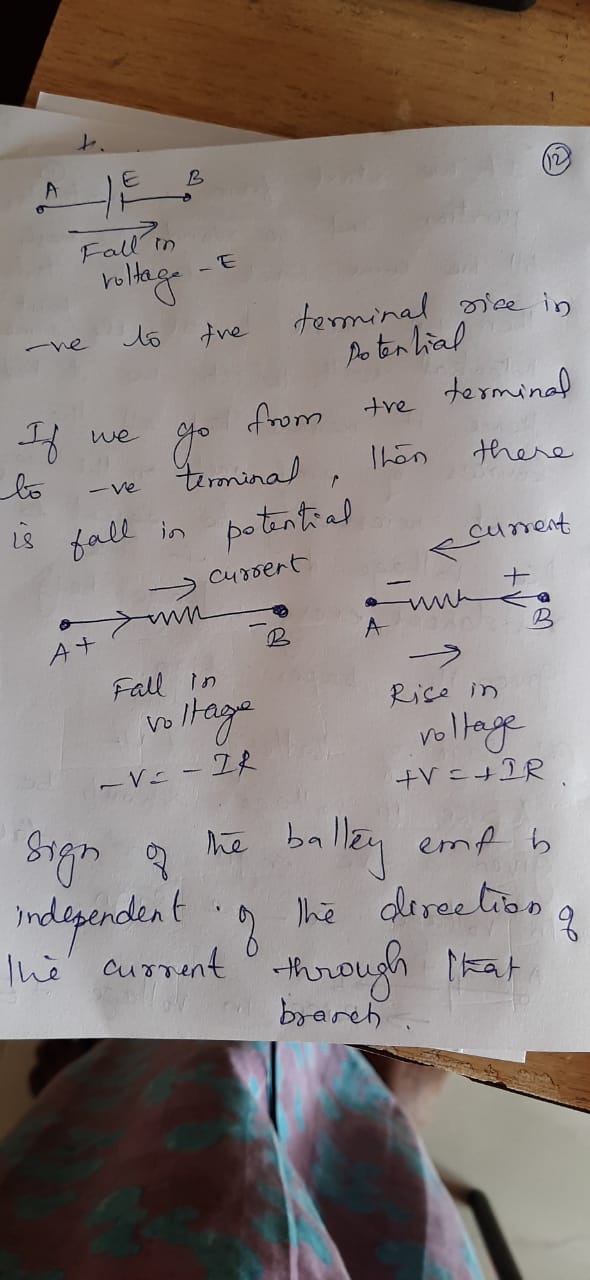 12
A E B
Fall in
voltage - E
-ve to +ve terminal rise in
Potential
If we go from +ve terminal
to -ve terminal, then there
is fall in potential
current
current
A+ - B
- +
A B
Fall in
voltage
-V = - IR
Rise in
voltage
+V = + IR.
Sign of the battery emf is
independent of the direction of
the current through that
branch.